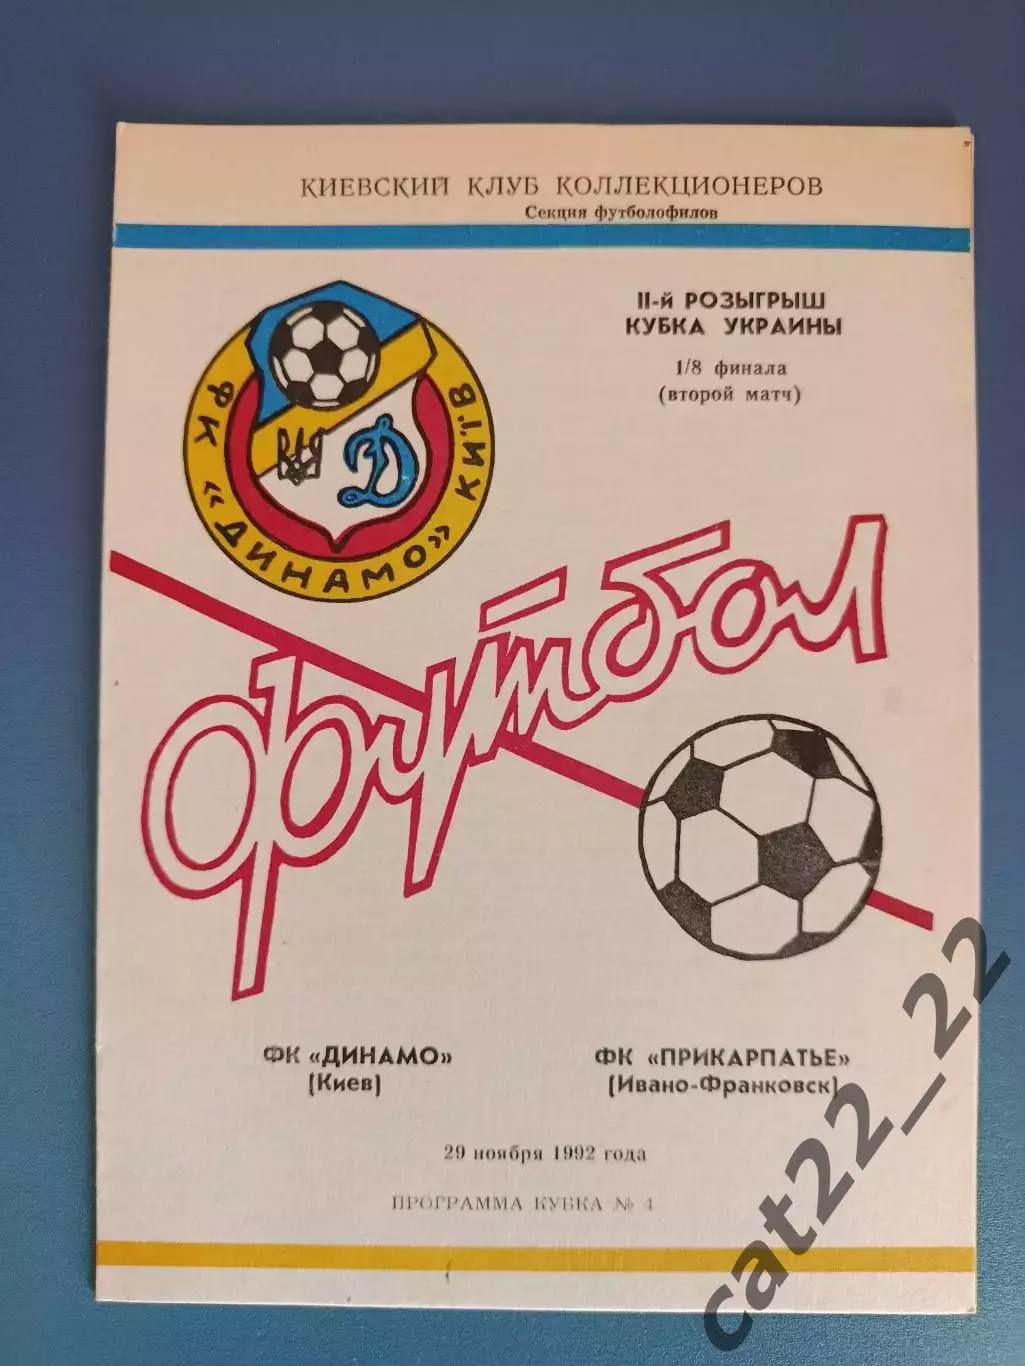 КИЕВСКИЙ КЛУБ КОЛЛЕКЦИОНЕРОВ
Секция футболофилов
ФК «ДИНАМО» КИЇВ
Д
II-й РОЗЫГРЫШ
КУБКА УКРАИНЫ
1/8 финала
(второй матч)
футбол
ФК «ДИНАМО»
(Киев)
ФК «ПРИКАРПАТЬЕ»
(Ивано-Франковск)
29 ноября 1992 года
ПРОГРАММА КУБКА № 4
cat22_22